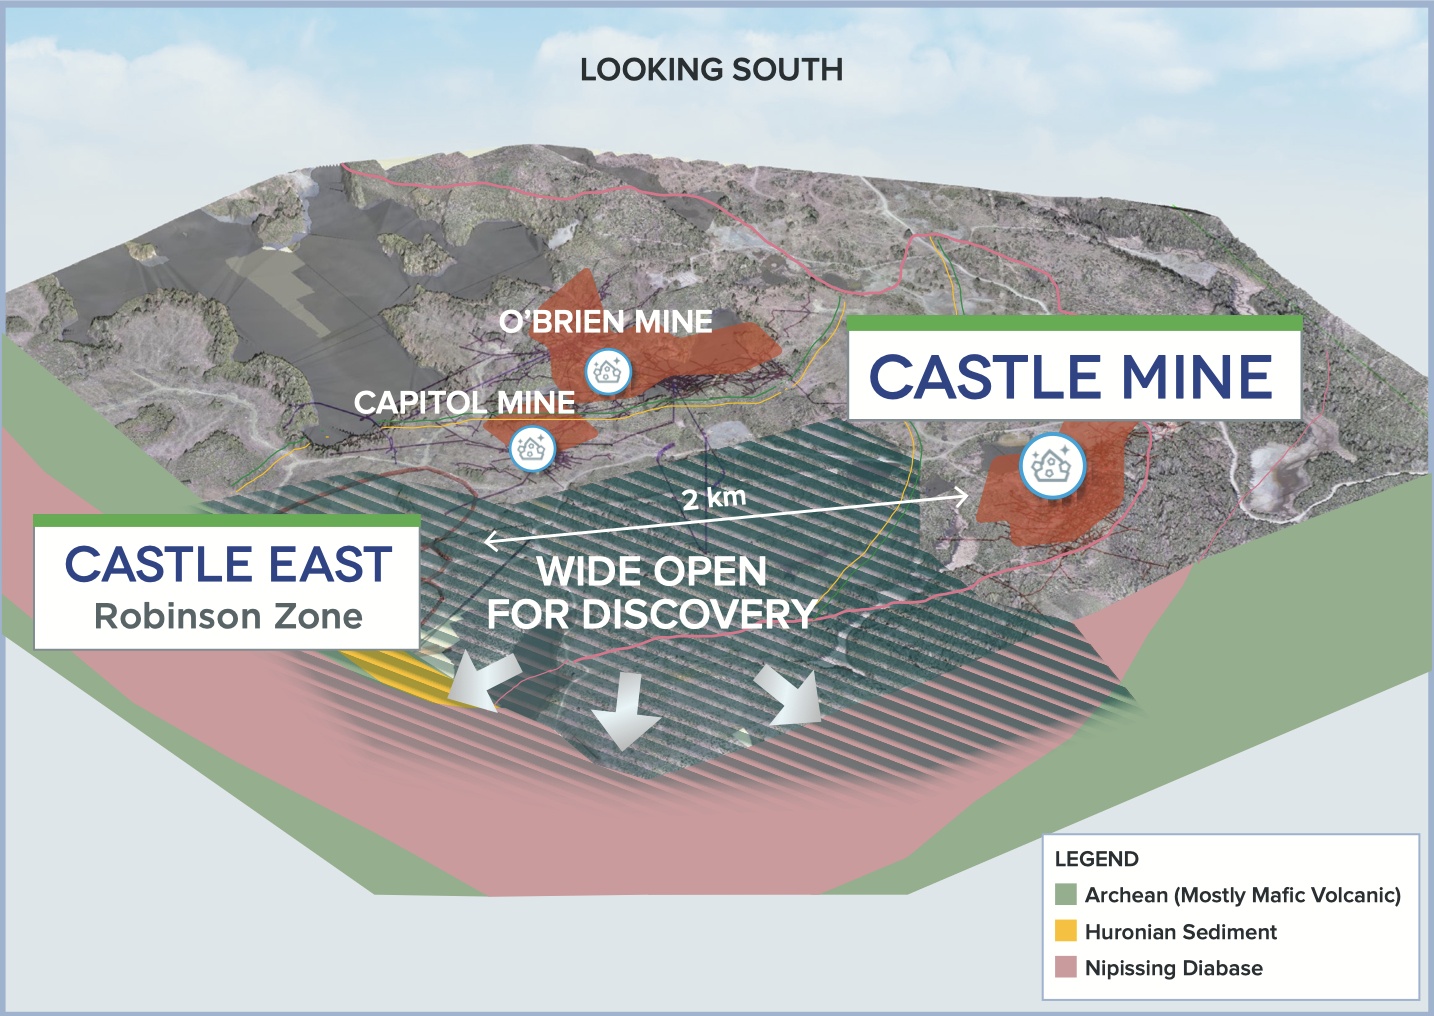 LOOKING SOUTH
O'BRIEN MINE
CAPITOL MINE
CASTLE MINE
2 km
CASTLE EAST
Robinson Zone
WIDE OPEN
FOR DISCOVERY
LEGEND
Archean (Mostly Mafic Volcanic)
Huronian Sediment
Nipissing Diabase